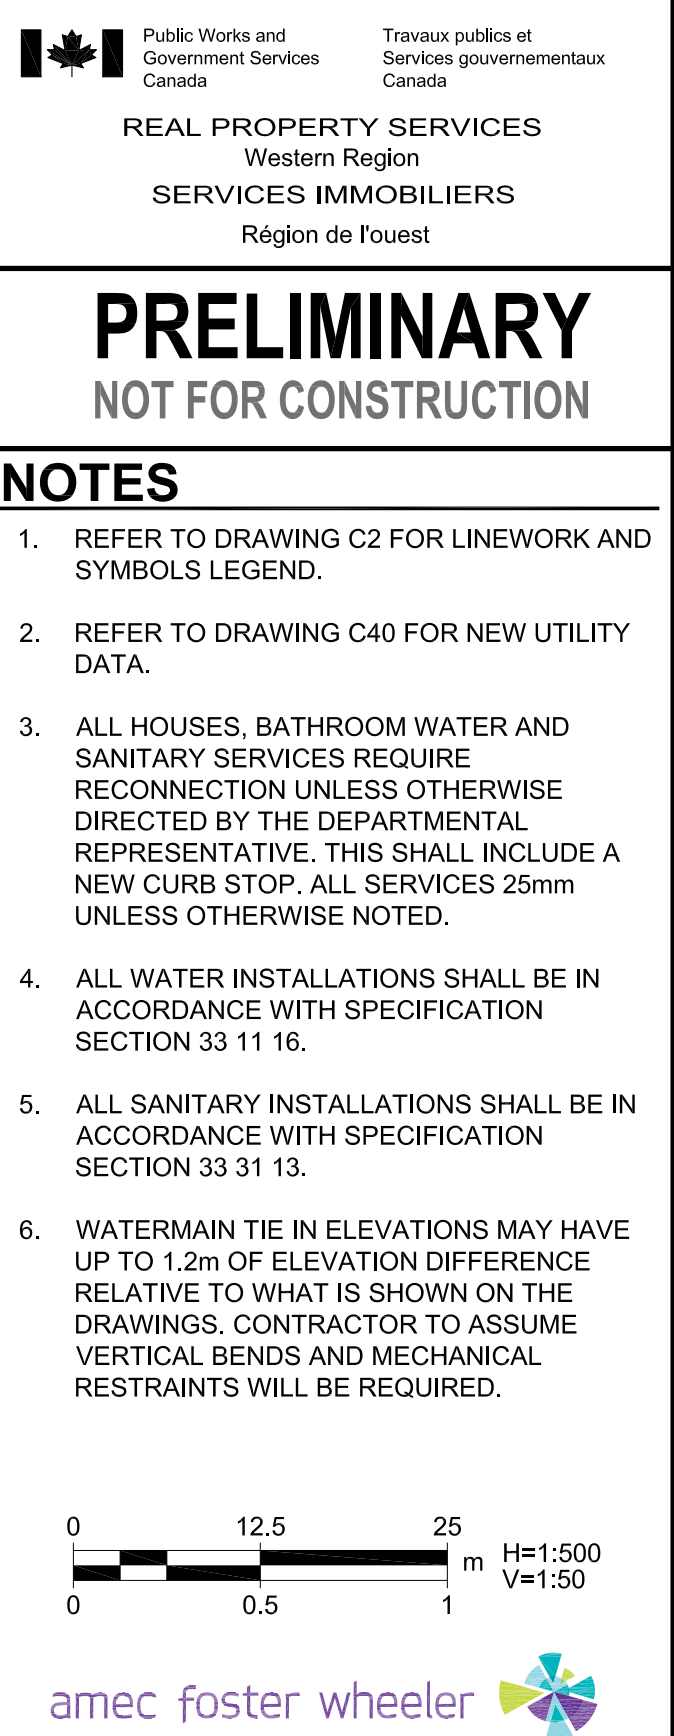 Public Works and
Government Services
Canada
Travaux publics et
Services gouvernementaux
Canada
REAL PROPERTY SERVICES
Western Region
SERVICES IMMOBILIERS
Région de l'ouest
PRELIMINARY
NOT FOR CONSTRUCTION
NOTES
1. REFER TO DRAWING C2 FOR LINEWORK AND
SYMBOLS LEGEND.
2. REFER TO DRAWING C40 FOR NEW UTILITY
DATA.
3. ALL HOUSES, BATHROOM WATER AND
SANITARY SERVICES REQUIRE
RECONNECTION UNLESS OTHERWISE
DIRECTED BY THE DEPARTMENTAL
REPRESENTATIVE. THIS SHALL INCLUDE A
NEW CURB STOP. ALL SERVICES 25mm
UNLESS OTHERWISE NOTED.
4. ALL WATER INSTALLATIONS SHALL BE IN
ACCORDANCE WITH SPECIFICATION
SECTION 33 11 16.
5. ALL SANITARY INSTALLATIONS SHALL BE IN
ACCORDANCE WITH SPECIFICATION
SECTION 33 31 13.
6. WATERMAIN TIE IN ELEVATIONS MAY HAVE
UP TO 1.2m OF ELEVATION DIFFERENCE
RELATIVE TO WHAT IS SHOWN ON THE
DRAWINGS. CONTRACTOR TO ASSUME
VERTICAL BENDS AND MECHANICAL
RESTRAINTS WILL BE REQUIRED.
0 12.5 25
m H=1:500
V=1:50
0 0.5 1
amec foster wheeler